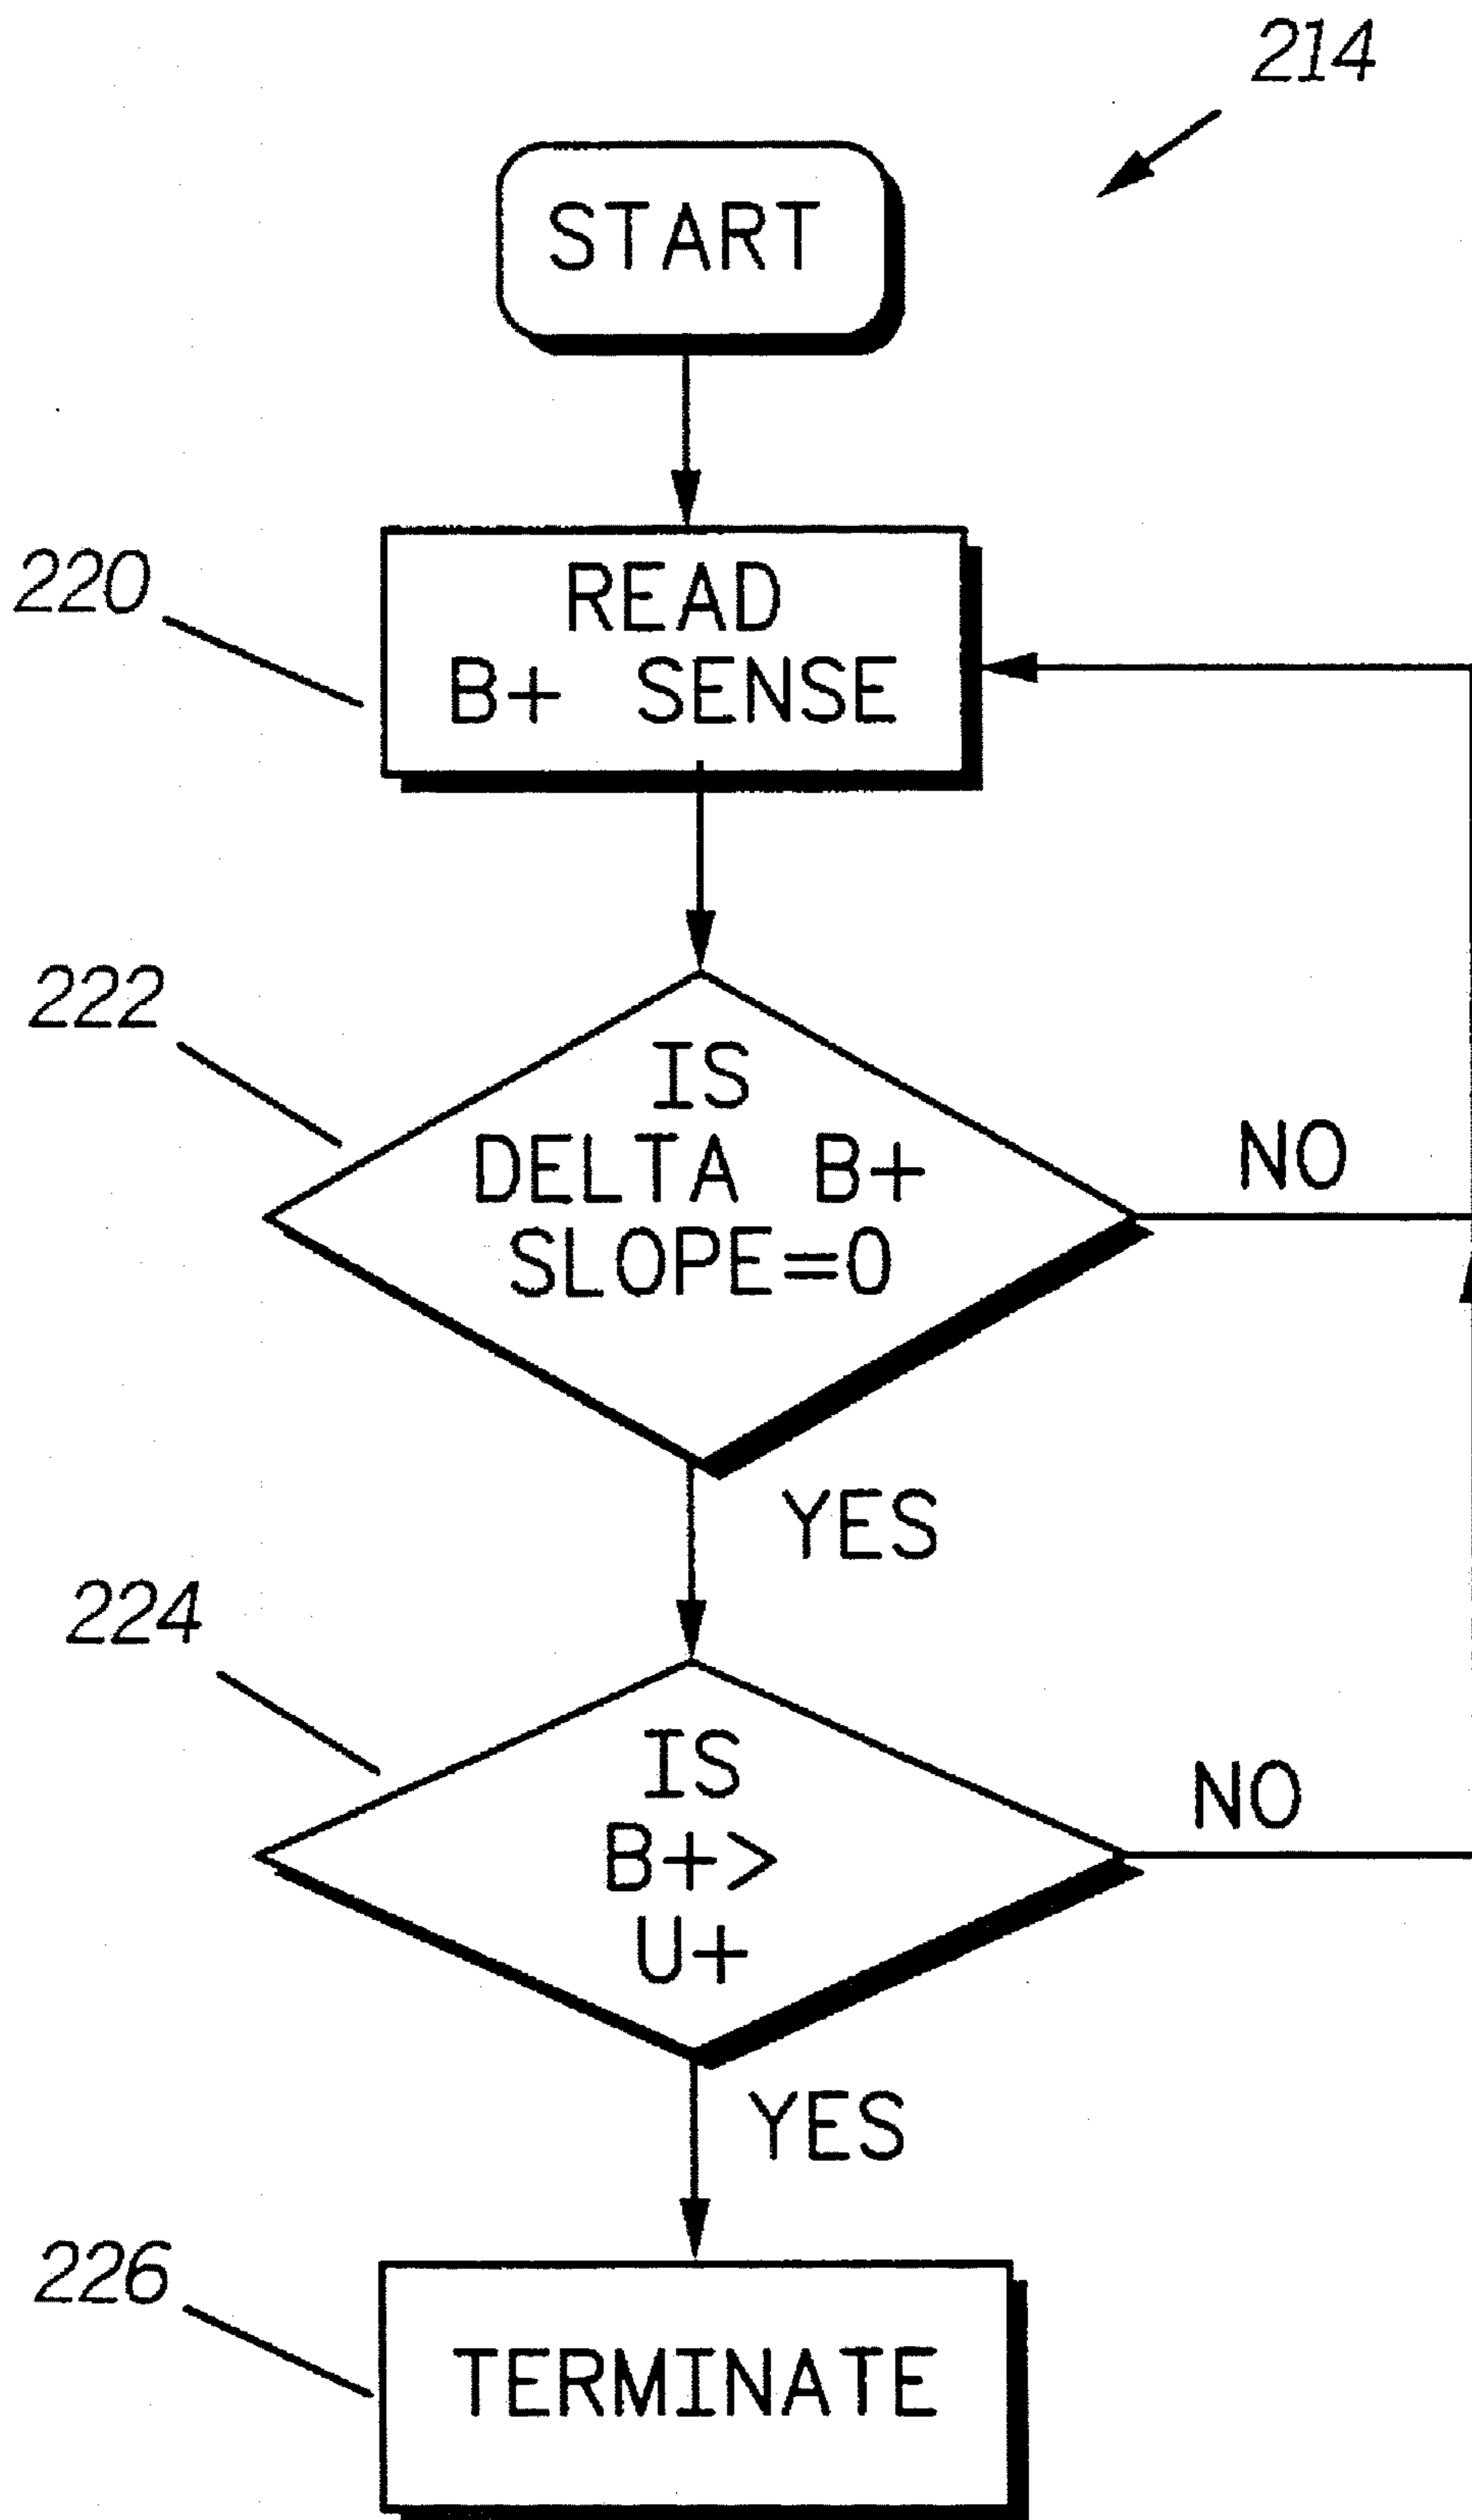 214
START
220
READ
B+ SENSE
222
IS
DELTA B+
SLOPE=0
NO
YES
224
IS
B+>
U+
NO
YES
226
TERMINATE